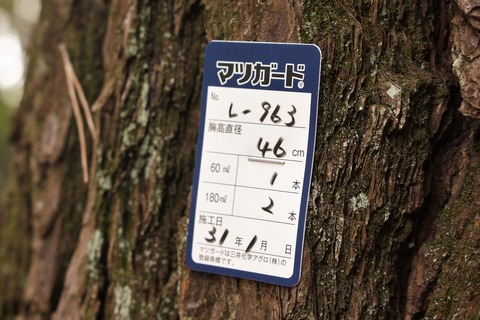 マツガード®
No. L-963
胸高直径
46 cm
60㎖ 1 本
180㎖ 2 本
施工日
31年1月 日
マツガードは三井化学アグロ(株)の
登録商標です。